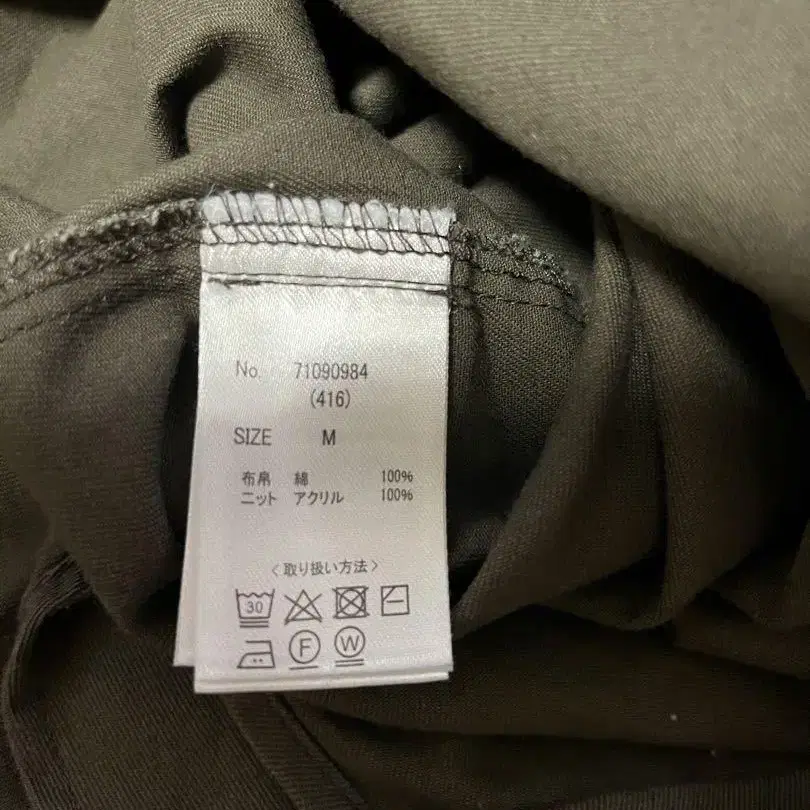 No. 71090984
(416)
SIZE M
布帛 綿 100%
ニット アクリル 100%
<取り扱い方法>
30
F W